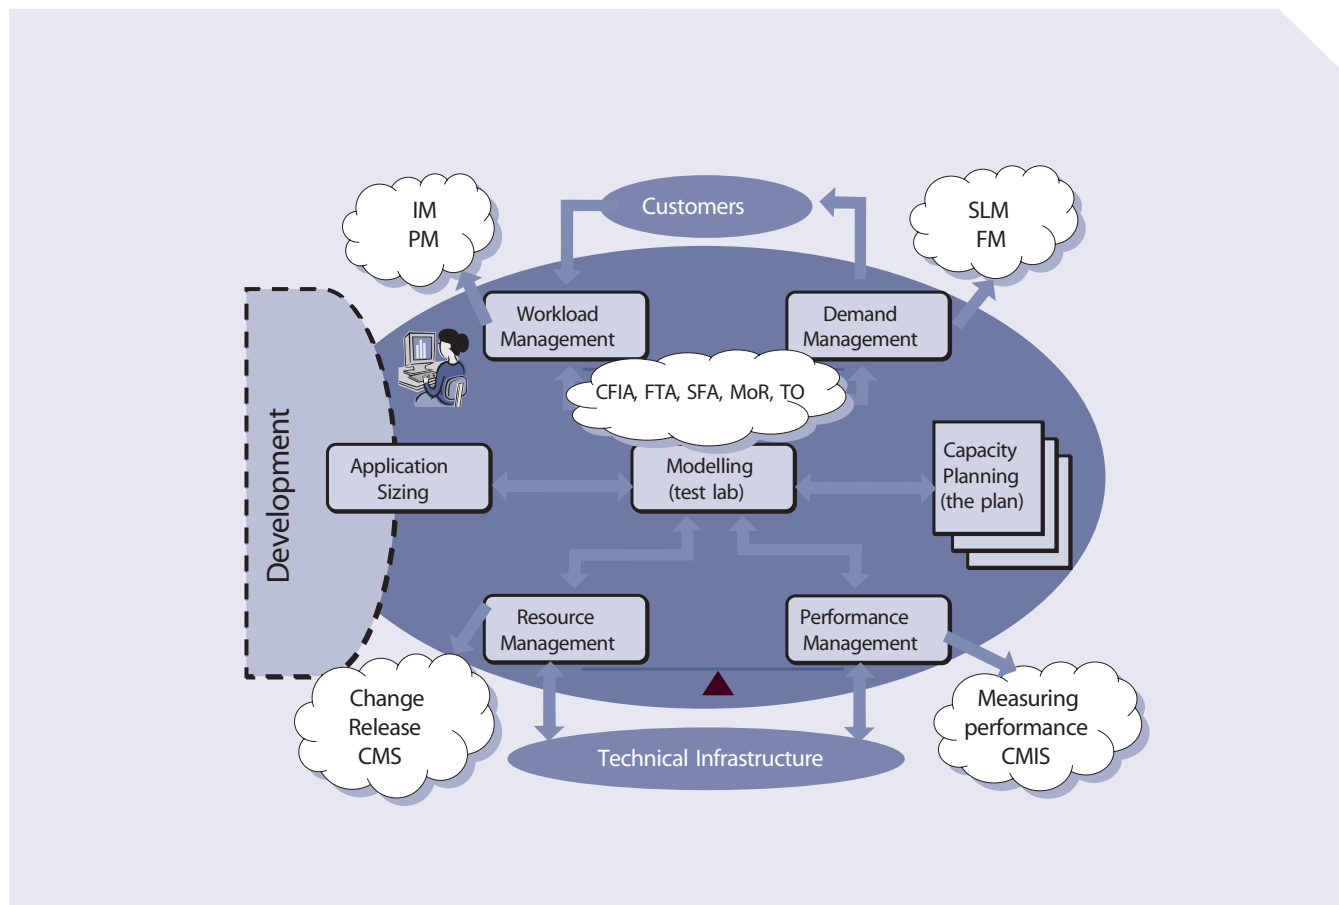 Customers
IM
PM
SLM
FM
Workload
Management
Demand
Management
CFIA, FTA, SFA, MoR, TO
Development
Application
Sizing
Modelling
(test lab)
Capacity
Planning
(the plan)
Resource
Management
Performance
Management
Change
Release
CMS
Measuring
performance
CMIS
Technical Infrastructure